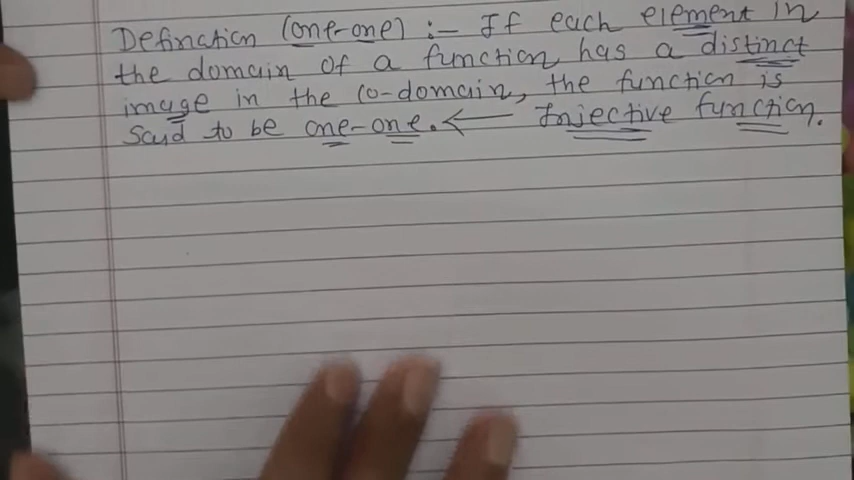 Defination (one-one) :- If each element in
the domain of a function has a distinct
image in the co-domain, the function is
said to be one-one. ← Injective function.